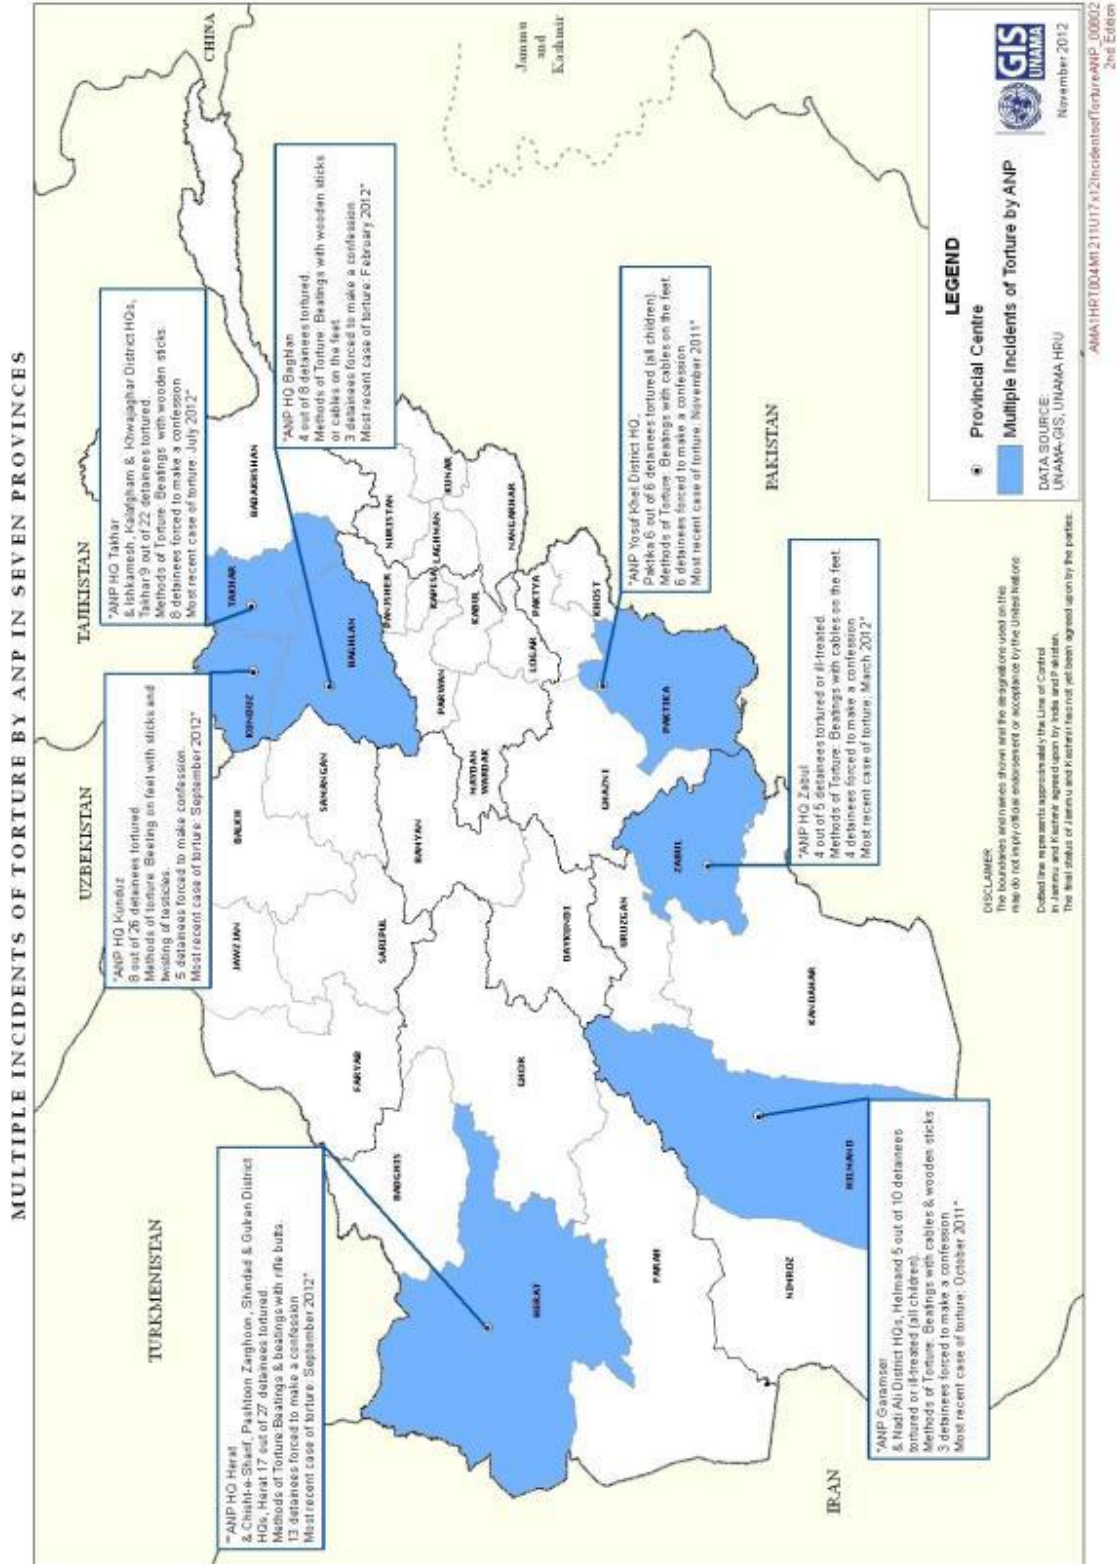 MULTIPLE INCIDENTS OF TORTURE BY ANP IN SEVEN PROVINCES
TURKMENISTAN
UZBEKISTAN
TAJIKISTAN
CHINA
"ANP HQ Herat
& Chisht-e-Sharif, Pashtoon Zarghoon, Shindad & Gulran District
HQs, Herat 17 out of 27 detainees tortured.
Methods of Torture:Beatings & beatings with rifle butts.
13 detainees forced to make a confession
Most recent case of torture: September 2012"
"ANP HQ Kunduz
8 out of 26 detainees tortured
Methods of torture: Beating on feet with sticks and
twisting of testicles.
5 detainees forced to make confession.
Most recent case of torture: September 2012"
"ANP HQ Takhar
& Ishkamesh, Kalafgham & Khwajaghar District HQs,
Takhar 9 out of 22 detainees tortured.
Methods of Torture: Beatings with wooden sticks.
8 detainees forced to make a confession
Most recent case of torture: July 2012"
"ANP HQ Baghlan
4 out of 8 detainees tortured.
Methods of Torture: Beatings with wooden sticks
or cables on the feet
3 detainees forced to make a confession
Most recent case of torture: February 2012"
Jammu
and
Kashmir
KUNDUZ
TAKHAR
BADAKHSHAN
BALKH
JAWZJAN
SAMANGAN
BAGHLAN
FARYAB
SARIPUL
BADGHIS
BAMYAN
PARWAN
PANJSHER
NURISTAN
KAPISA
LAGHMAN
KUNAR
KABUL
NANGARHAR
MAYDAN
WARDAK
LOGAR
PAKTYA
KHOST
HERAT
GHOR
DAYKUNDI
GHAZNI
URUZGAN
PAKTIKA
ZABUL
FARAH
NIMROZ
HILMAND
KANDAHAR
"ANP Yosuf Khel District HQ,
Paktika 6 out of 6 detainees tortured (all children).
Methods of Torture: Beatings with cables on the feet.
6 detainees forced to make a confession
Most recent case of torture: November 2011"
"ANP HQ Zabul
4 out of 5 detainees tortured or ill-treated.
Methods of Torture: Beatings with cables on the feet.
4 detainees forced to make a confession
Most recent case of torture: March 2012"
"ANP Garamser
& Nadi Ali District HQs, Helmand 5 out of 10 detainees
tortured or ill-treated (all children).
Methods of Torture: Beatings with cables & wooden sticks.
3 detainees forced to make a confession
Most recent case of torture: October 2011"
IRAN
PAKISTAN
DISCLAIMER
The boundaries and names shown and the designations used on this
map do not imply official endorsement or acceptance by the United Nations
Dotted line represents approximately the Line of Control
in Jammu and Kashmir agreed upon by India and Pakistan.
The final status of Jammu and Kashmir has not yet been agreed upon by the parties.
LEGEND
Provincial Centre
Multiple Incidents of Torture by ANP
DATA SOURCE:
UNAMA-GIS, UNAMA HRU
GIS
UNAMA
November 2012
2nd Edition